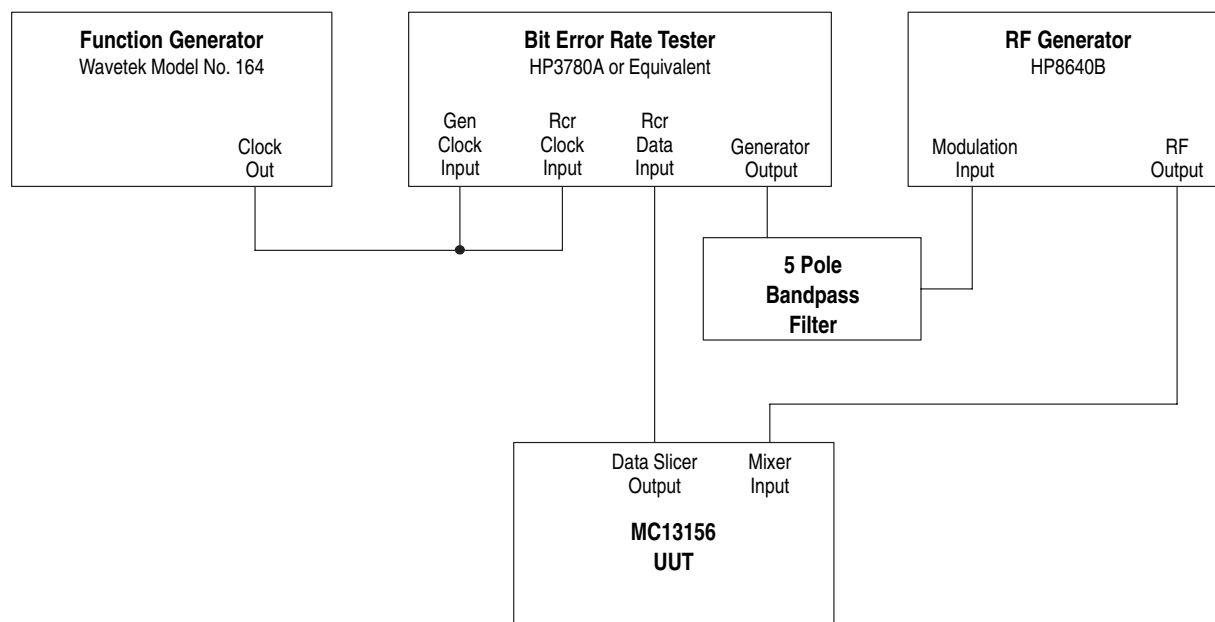 Function Generator
Wavetek Model No. 164
Clock
Out
Bit Error Rate Tester
HP3780A or Equivalent
Gen
Clock
Input
Rcr
Clock
Input
Rcr
Data
Input
Generator
Output
RF Generator
HP8640B
Modulation
Input
RF
Output
5 Pole
Bandpass
Filter
Data Slicer
Output
Mixer
Input
MC13156
UUT